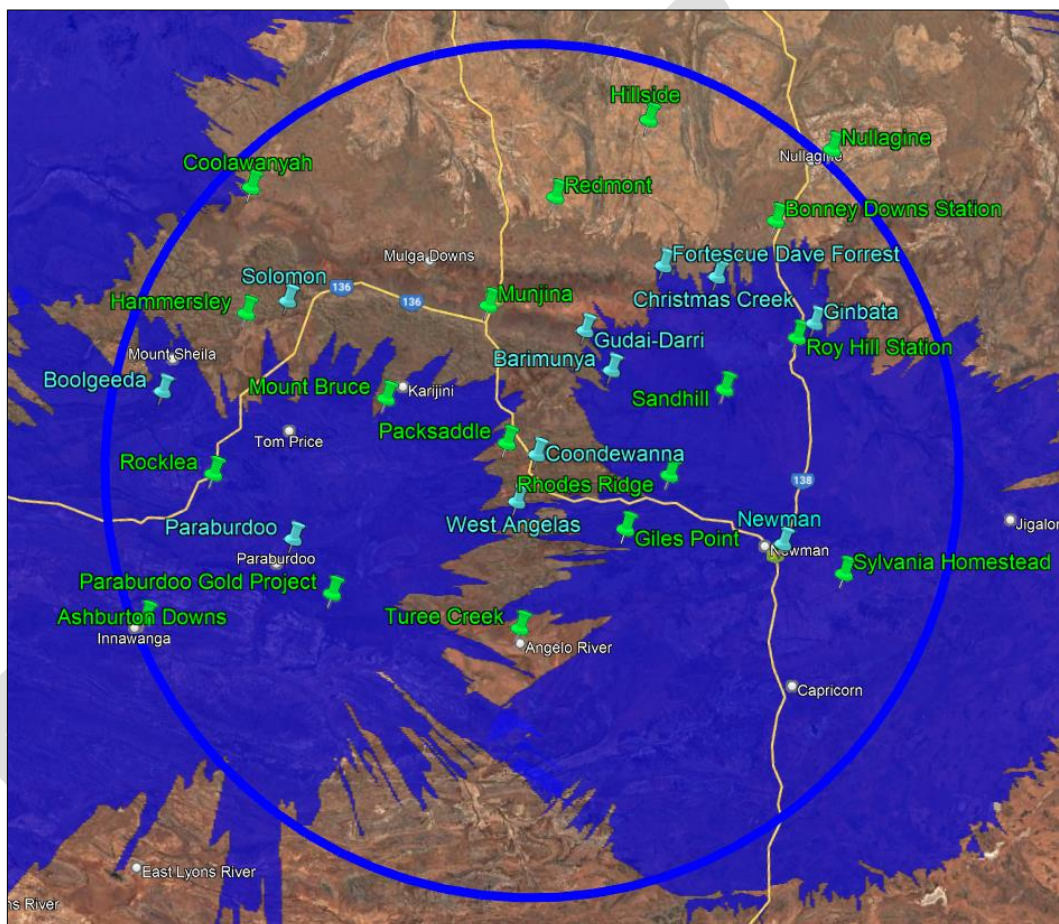 Hillside
Nullagine
Nullagine
Coolawanyah
Redmont
Bonney Downs Station
Mulga Downs
Fortescue Dave Forrest
Solomon
136
Christmas Creek
Hammersley
136
Munjina
Ginbata
Gudai-Darri
Roy Hill Station
Mount Sheila
Barimunya
Boolgeeda
Mount Bruce
Karijini
Sandhill
Tom Price
Packsaddle
Coondewanna
Rocklea
Rhodes Ridge
138
Paraburdoo
West Angelas
Newman
Jigalon
Giles Point
Newman
Paraburdoo
Sylvania Homestead
Paraburdoo Gold Project
Ashburton Downs
Turee Creek
Innawanga
Angelo River
Capricorn
East Lyons River
ns River